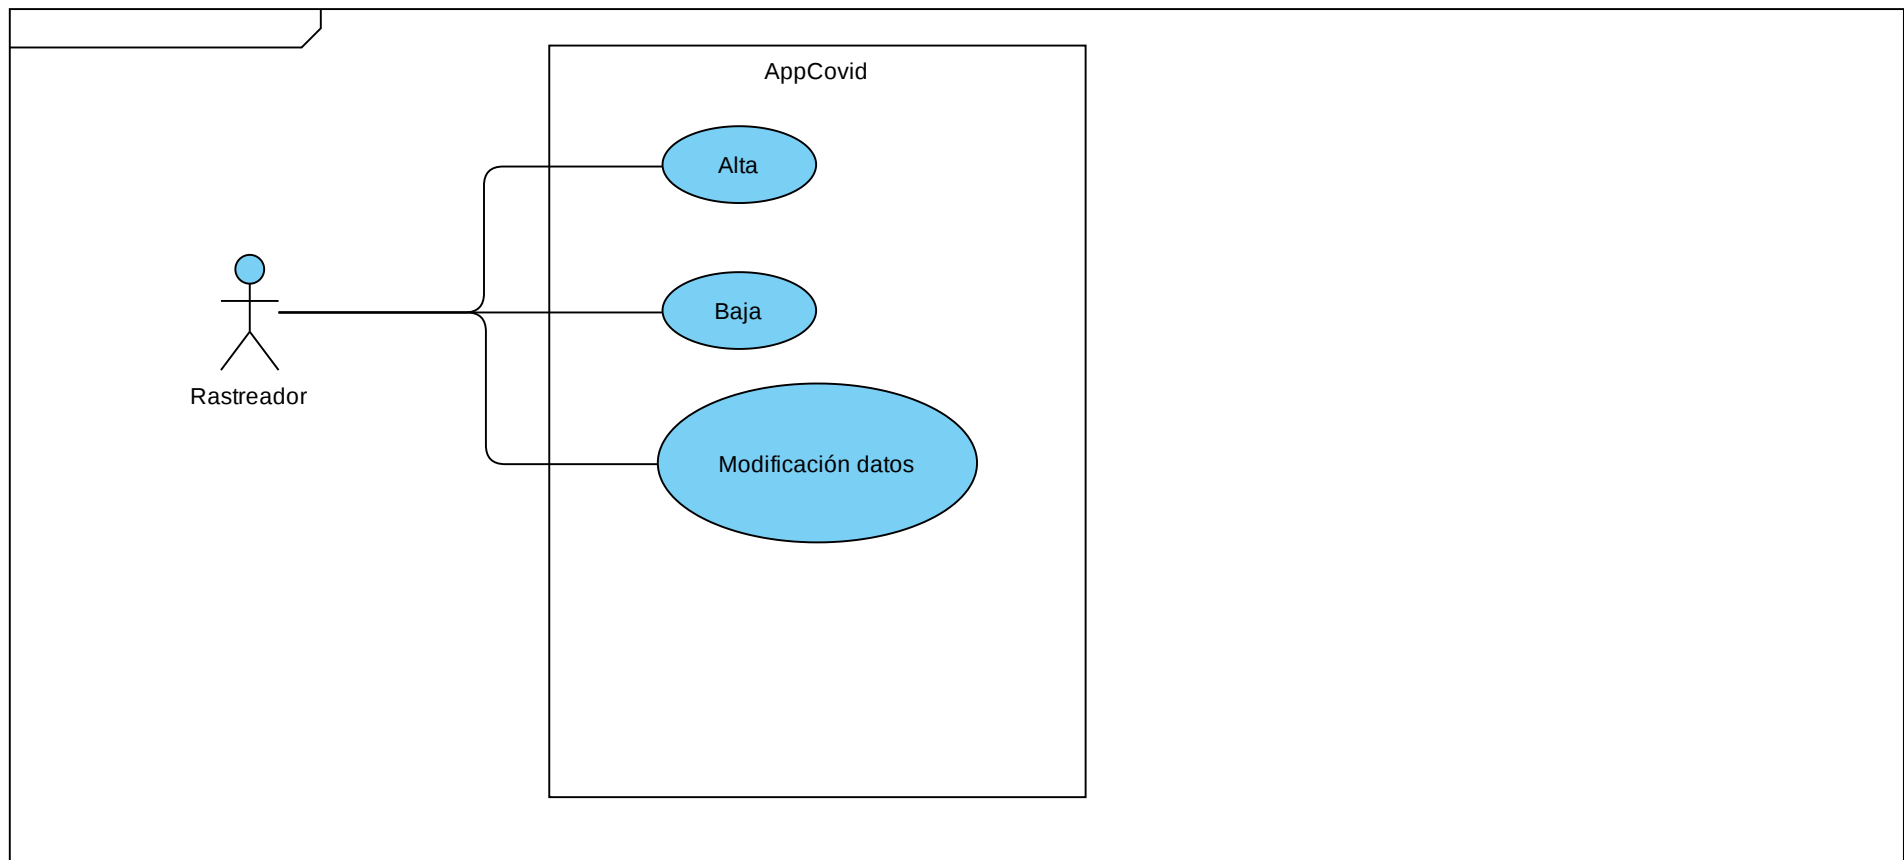 AppCovid
Alta
Baja
Modificación datos
Rastreador